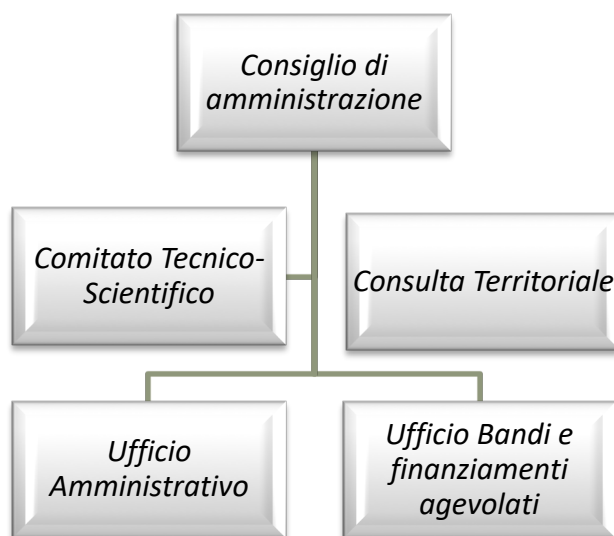 Consiglio di
amministrazione
Comitato Tecnico-
Scientifico
Consulta Territoriale
Ufficio
Amministrativo
Ufficio Bandi e
finanziamenti
agevolati